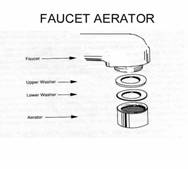 FAUCET AERATOR
Faucet
Upper Washer
Lower Washer
Aerator